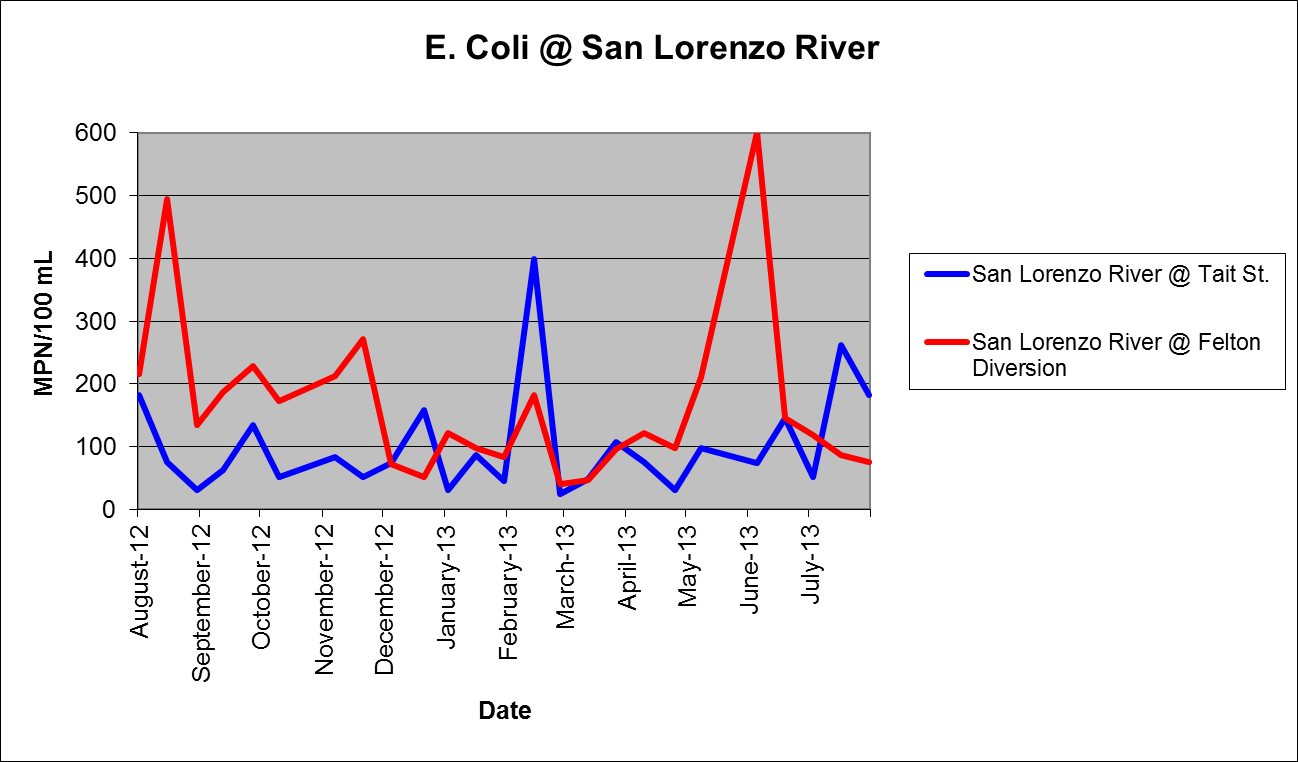 E. Coli @ San Lorenzo River
600
500
400
300
200
100
0
MPN/100 mL
August-12
September-12
October-12
November-12
December-12
January-13
February-13
March-13
April-13
May-13
June-13
July-13
Date
San Lorenzo River @ Tait St.
San Lorenzo River @ Felton
Diversion